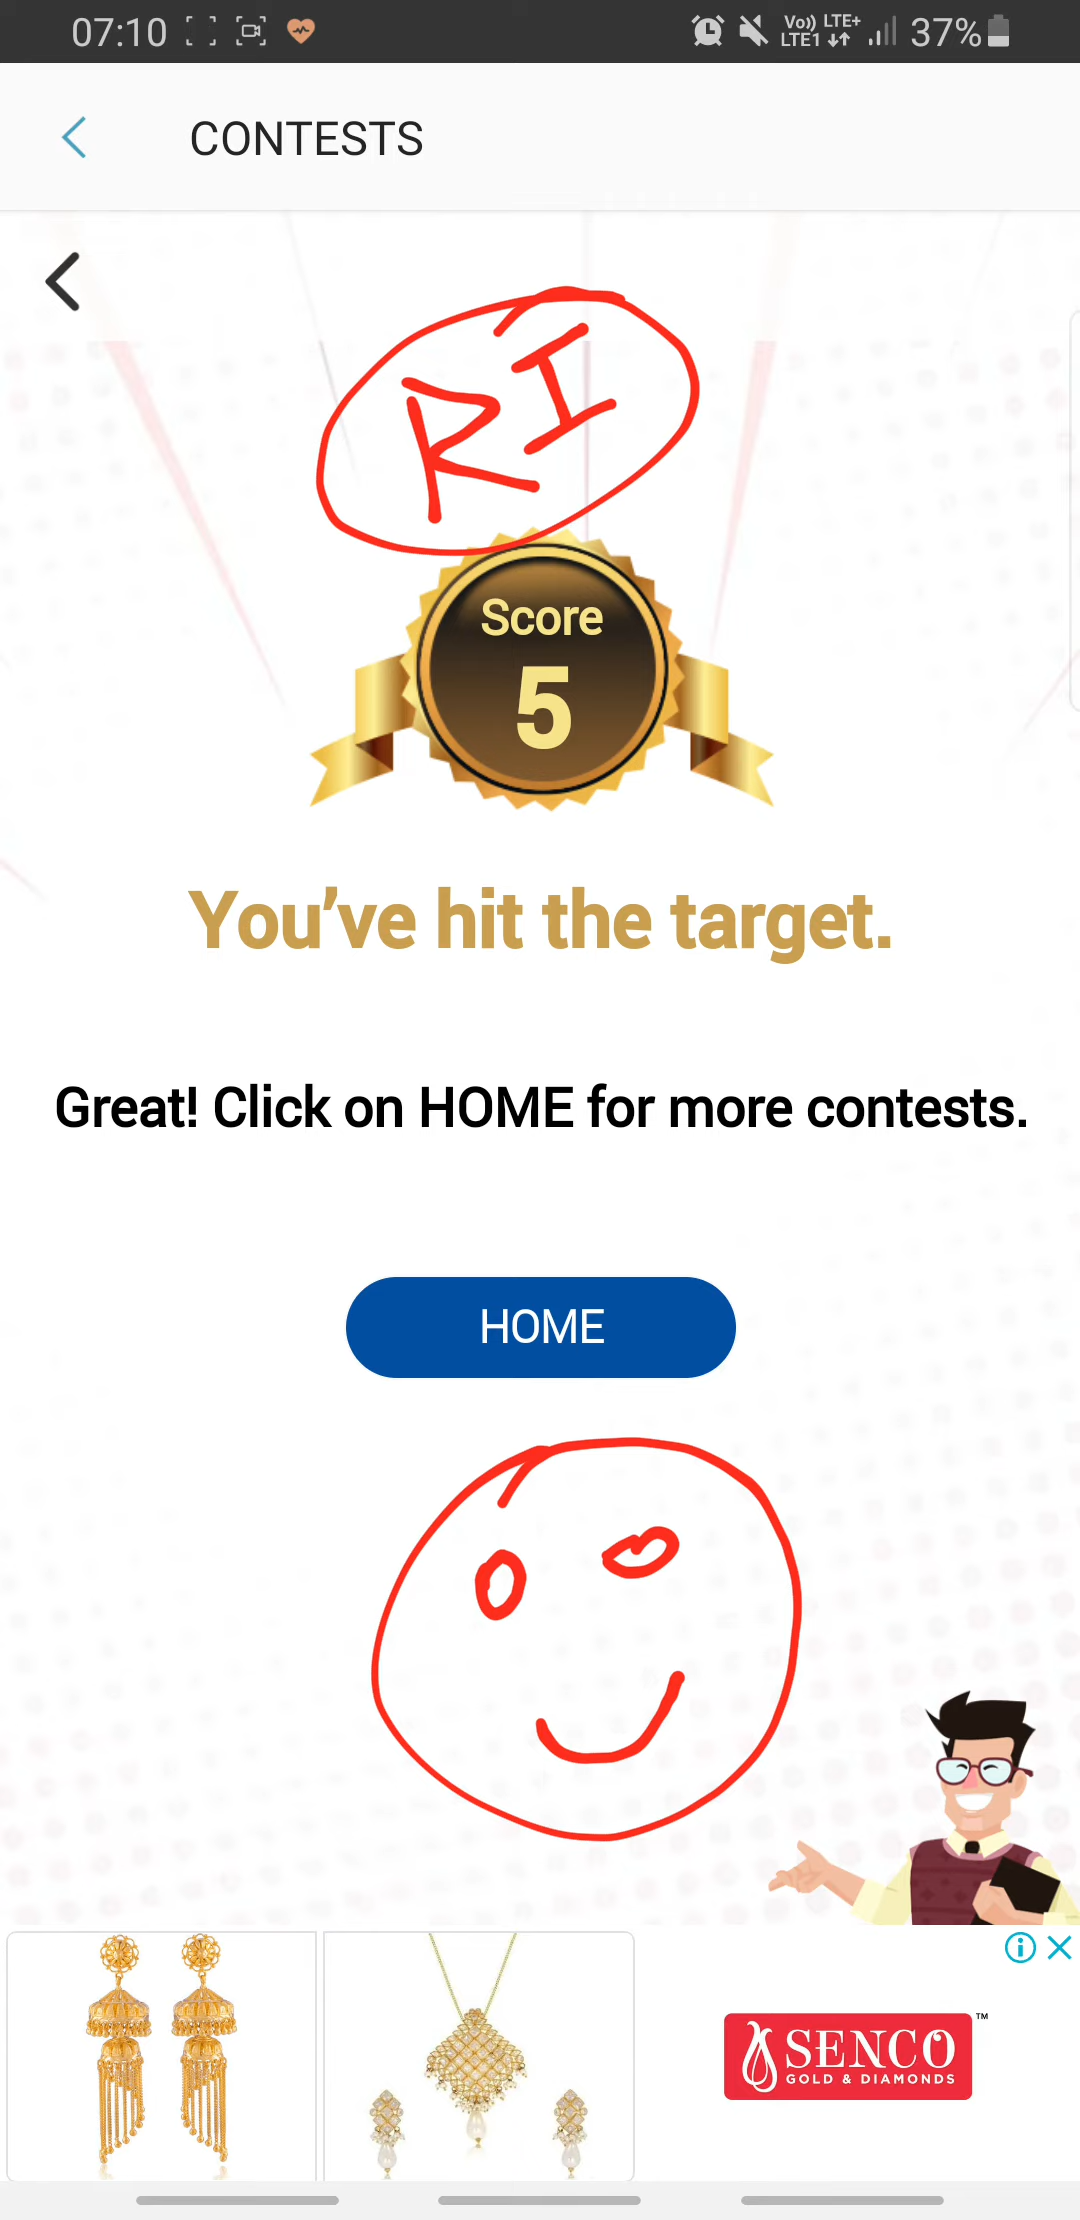 07:10 Vo)) LTE+ LTE1 37%
CONTESTS
RI
Score
5
You've hit the target.
Great! Click on HOME for more contests.
HOME
SENCO ™
GOLD & DIAMONDS